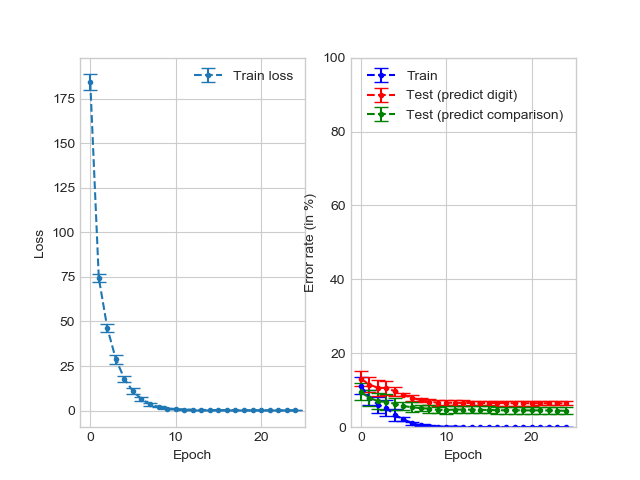 Train loss
175
150
125
100
75
50
25
0
Loss
0
10
20
Epoch
Train
Test (predict digit)
Test (predict comparison)
100
80
60
40
20
0
Error rate (in %)
0
10
20
Epoch